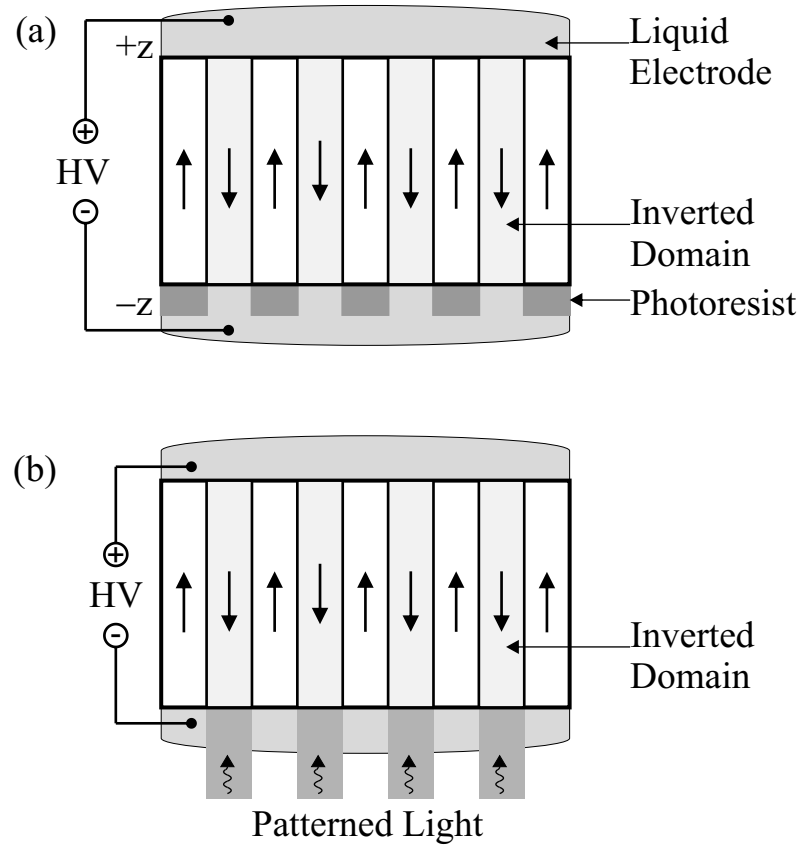 (a)
+z
Liquid
Electrode
+
HV
-
Inverted
Domain
−z
Photoresist
(b)
+
HV
-
Inverted
Domain
Patterned Light